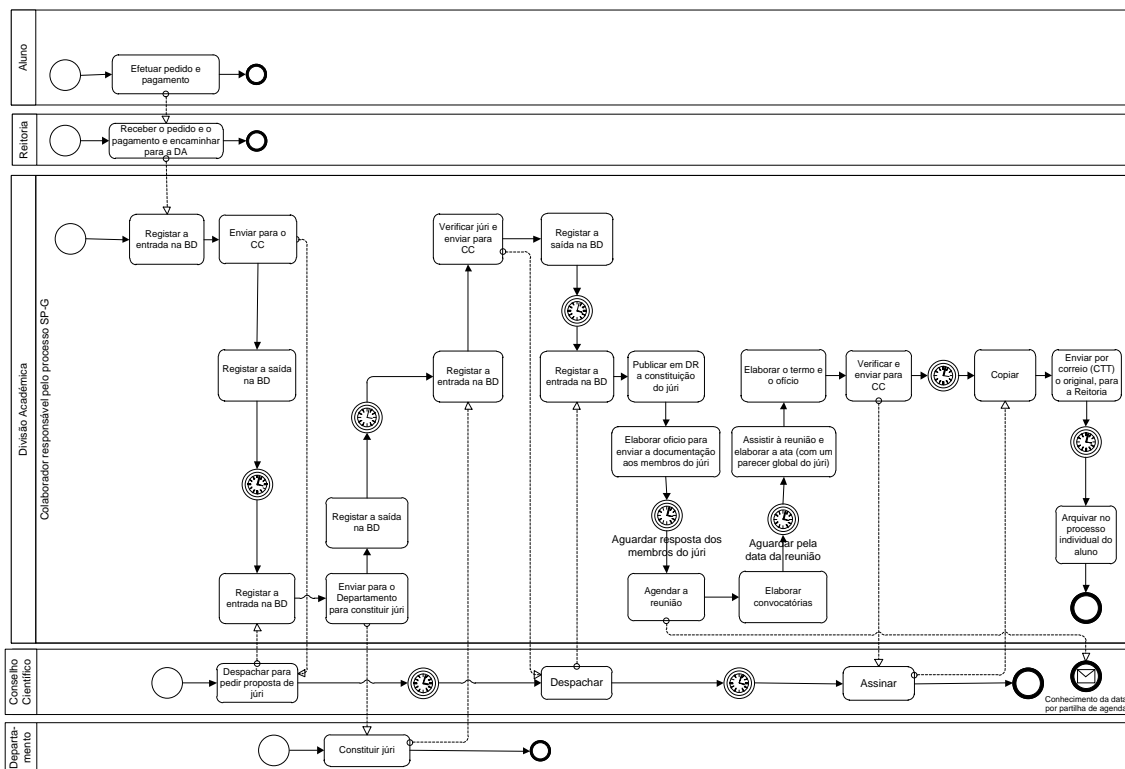 Aluno
Efetuar pedido e
pagamento
Reitoria
Receber o pedido e o
pagamento e encaminhar
para a DA
Divisão Académica
Colaborador responsável pelo processo SP-G
Registar a
entrada na BD
Enviar para o
CC
Verificar júri e
enviar para
CC
Registar a
saída na BD
Registar a saída
na BD
Registar a
entrada na BD
Registar a
entrada na BD
Publicar em DR
a constituição
do júri
Elaborar o termo e
o ofício
Verificar e
enviar para CC
Copiar
Enviar por
correio (CTT)
o original, para
a Reitoria
Elaborar oficio para
enviar a documentação
aos membros do júri
Assistir à reunião e
elaborar a ata (com um
parecer global do júri)
Registar a saída
na BD
Aguardar resposta dos
membros do júri
Aguardar pela
data da reunião
Arquivar no
processo
individual do
aluno
Registar a
entrada na BD
Enviar para o
Departamento
para constituir júri
Agendar a
reunião
Elaborar
convocatórias
Conselho
Científico
Despachar para
pedir proposta de
júri
Despachar
Assinar
Conhecimento da data
por partilha de agenda
Departa-
mento
Constituir júri